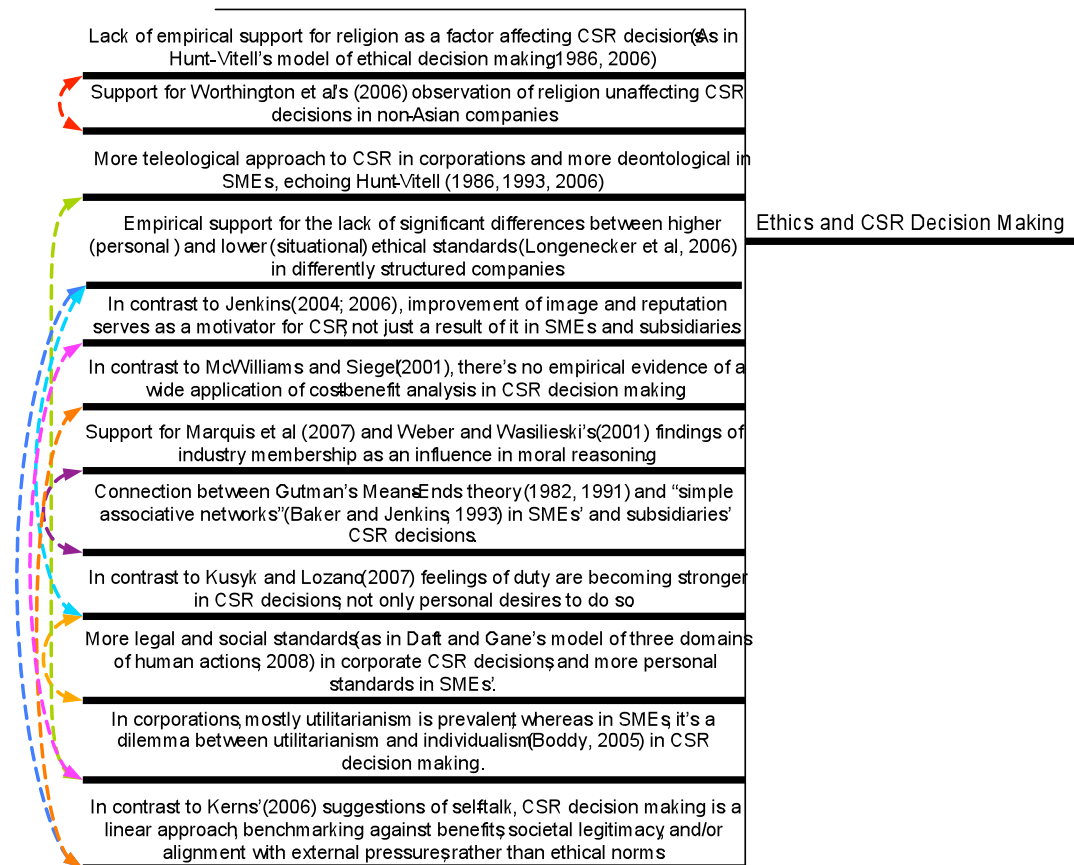 Lack of empirical support for religion as a factor affecting CSR decisions (As in
Hunt-Vitell's model of ethical decision making, 1986, 2006)
Support for Worthington et al.'s (2006) observation of religion unaffecting CSR
decisions in non-Asian companies
More teleological approach to CSR in corporations and more deontological in
SMEs, echoing Hunt-Vitell (1986, 1993, 2006)
Ethics and CSR Decision Making
Empirical support for the lack of significant differences between higher
(personal) and lower (situational) ethical standards (Longenecker et al, 2006)
in differently structured companies
In contrast to Jenkins (2004; 2006), improvement of image and reputation
serves as a motivator for CSR, not just a result of it in SMEs and subsidiaries.
In contrast to McWilliams and Siegel (2001), there's no empirical evidence of a
wide application of cost-benefit analysis in CSR decision making
Support for Marquis et al (2007) and Weber and Wasilieski's (2001) findings of
industry membership as an influence in moral reasoning
Connection between Gutman's Means-Ends theory (1982, 1991) and “simple
associative networks” (Baker and Jenkins, 1993) in SMEs' and subsidiaries'
CSR decisions.
In contrast to Kusyk and Lozano (2007) feelings of duty are becoming stronger
in CSR decisions, not only personal desires to do so
More legal and social standards (as in Daft and Gane's model of three domains
of human actions, 2008) in corporate CSR decisions, and more personal
standards in SMEs'.
In corporations, mostly utilitarianism is prevalent, whereas in SMEs, it's a
dilemma between utilitarianism and individualism (Boddy, 2005) in CSR
decision making.
In contrast to Kerns' (2006) suggestions of self-talk, CSR decision making is a
linear approach, benchmarking against benefits, societal legitimacy, and/or
alignment with external pressures, rather than ethical norms